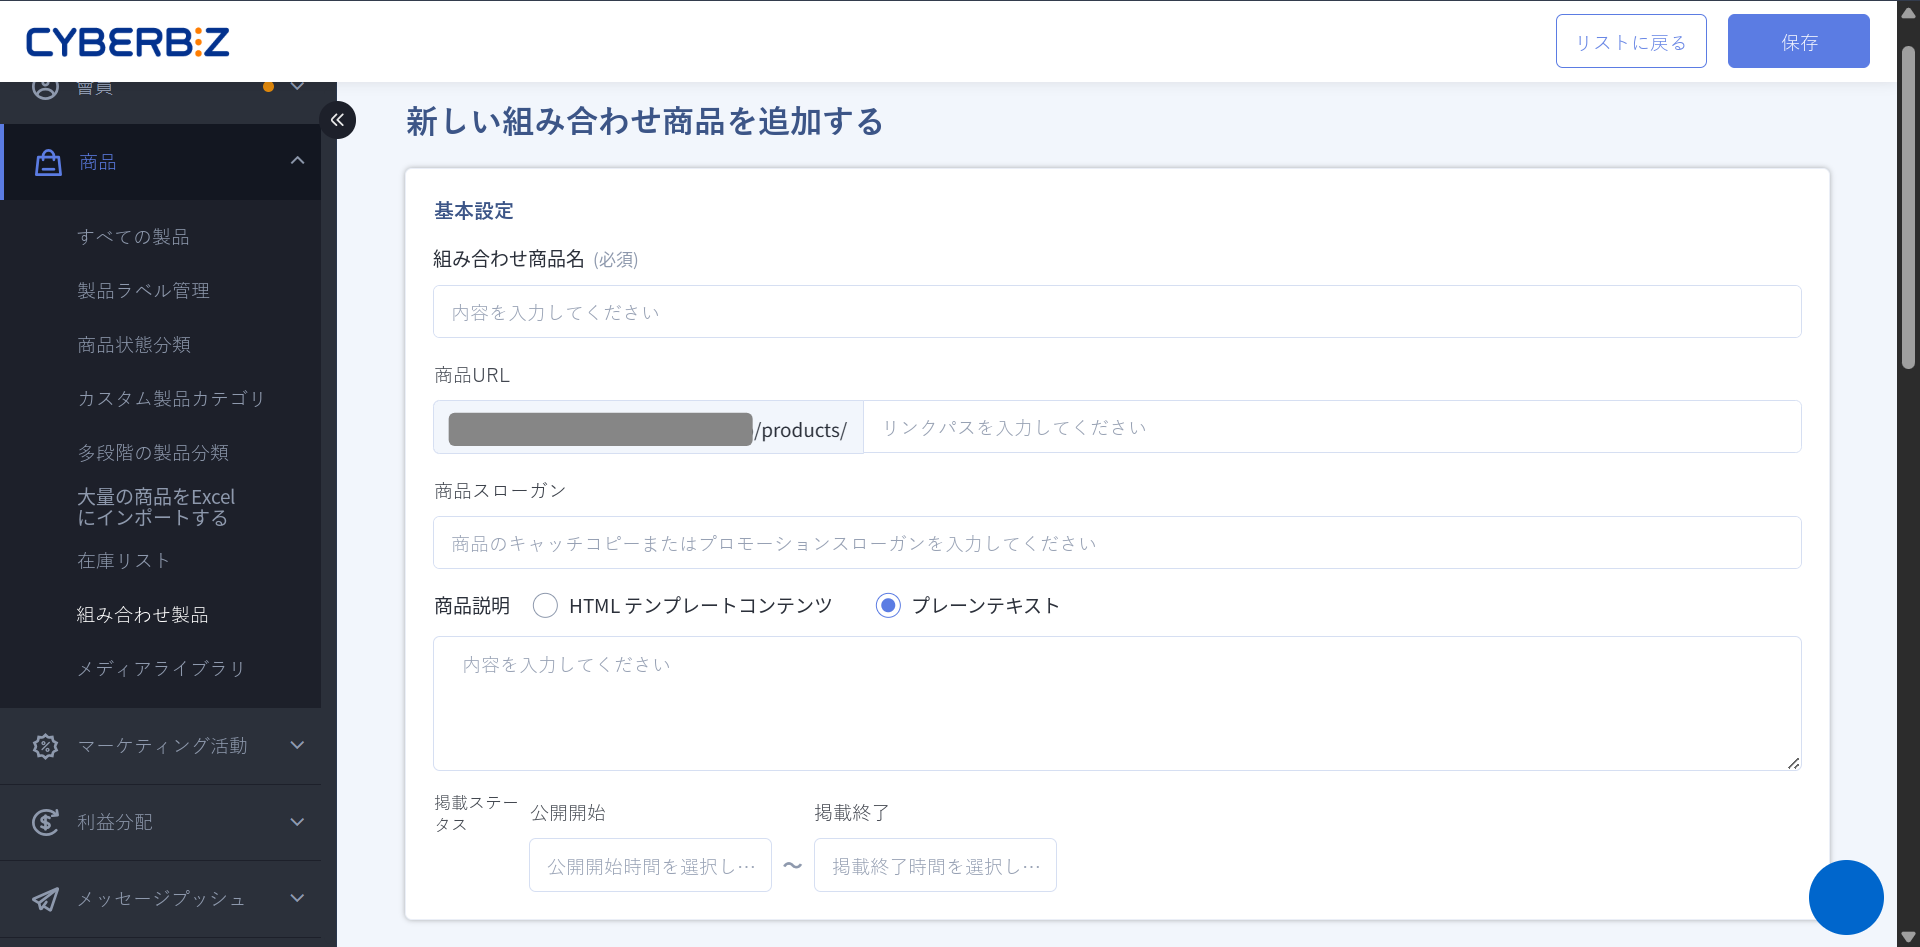 CYBERBIZ
リストに戻る
保存
會員
商品
すべての製品
製品ラベル管理
商品状態分類
カスタム製品カテゴリ
多段階の製品分類
大量の商品をExcel
にインポートする
在庫リスト
組み合わせ製品
メディアライブラリ
マーケティング活動
利益分配
メッセージプッシュ
新しい組み合わせ商品を追加する
基本設定
組み合わせ商品名 (必須)
内容を入力してください
商品URL
/products/
リンクパスを入力してください
商品スローガン
商品のキャッチコピーまたはプロモーションスローガンを入力してください
商品説明 HTML テンプレートコンテンツ プレーンテキスト
内容を入力してください
掲載ステー
タス
公開開始
掲載終了
公開開始時間を選択し… 〜 掲載終了時間を選択し…